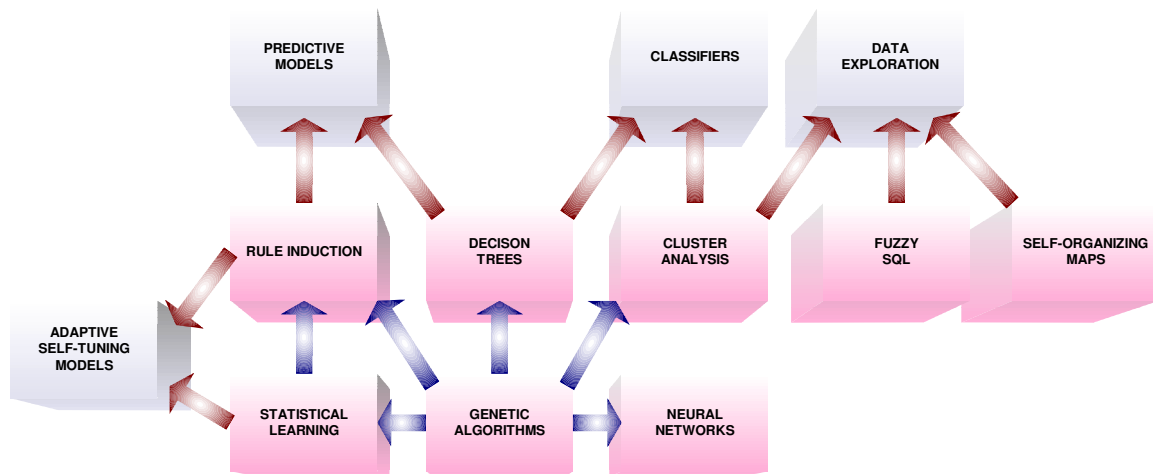 PREDICTIVE
MODELS
CLASSIFIERS
DATA
EXPLORATION
RULE INDUCTION
DECISON
TREES
CLUSTER
ANALYSIS
FUZZY
SQL
SELF-ORGANIZING
MAPS
ADAPTIVE
SELF-TUNING
MODELS
STATISTICAL
LEARNING
GENETIC
ALGORITHMS
NEURAL
NETWORKS